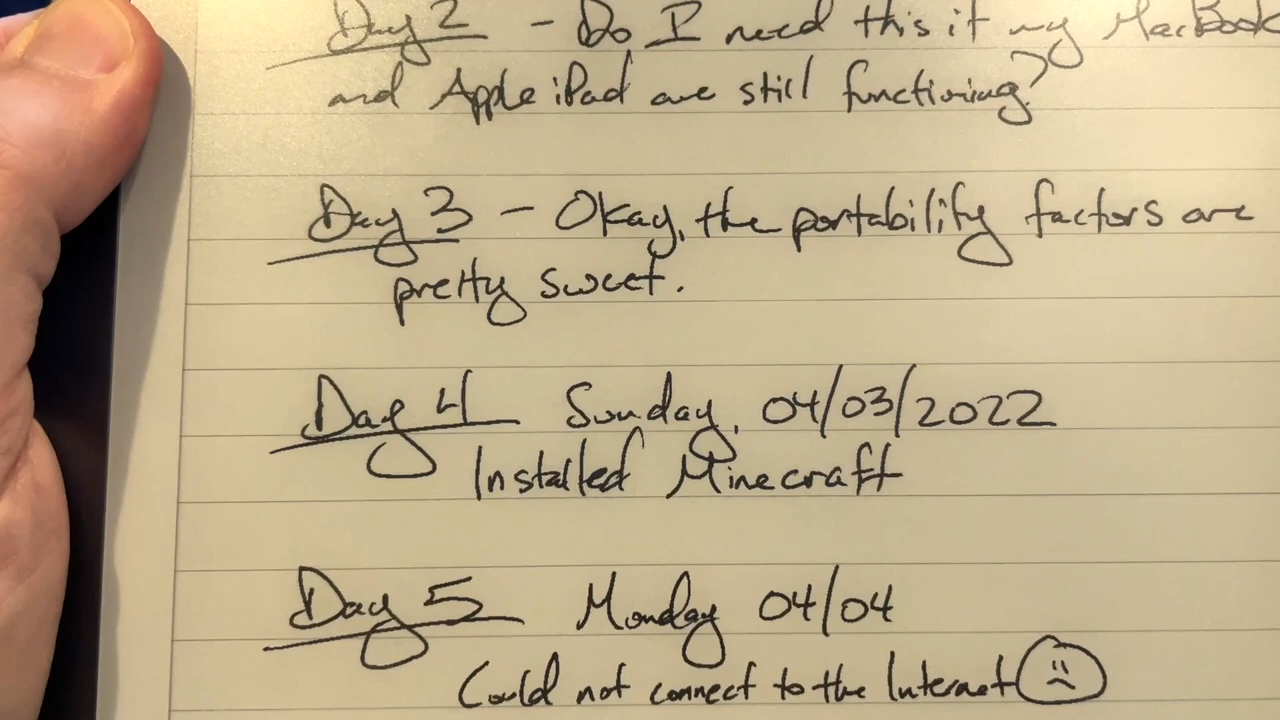 Day 2 - Do I need this if my MacBook
and Apple iPad are still functioning?
Day 3 - Okay, the portability factors are
pretty sweet.
Day 4 Sunday, 04/03/2022
Installed Minecraft
Day 5 Monday 04/04
Could not connect to the Internet